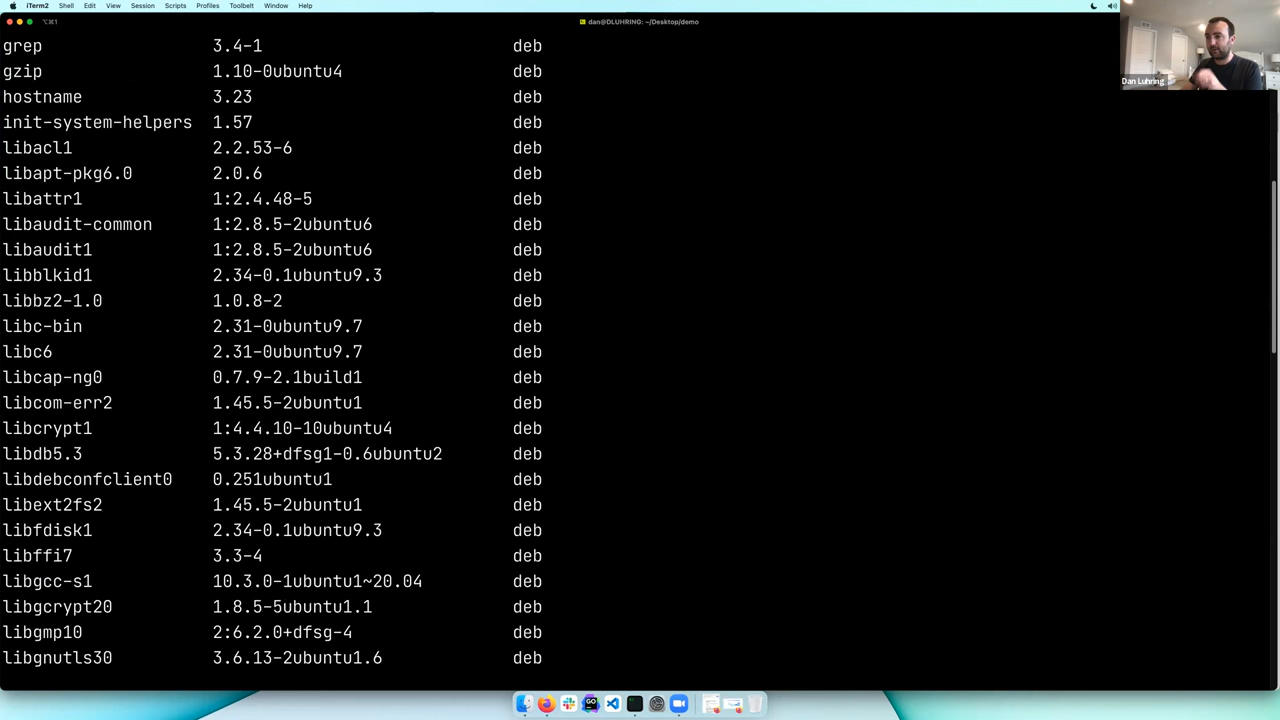 iTerm2 Shell Edit View Session Scripts Profiles Toolbelt Window Help
⌥⌘1
dan@DLUHRING: ~/Desktop/demo
Dan Luhring
grep 3.4-1 deb
gzip 1.10-0ubuntu4 deb
hostname 3.23 deb
init-system-helpers 1.57 deb
libacl1 2.2.53-6 deb
libapt-pkg6.0 2.0.6 deb
libattr1 1:2.4.48-5 deb
libaudit-common 1:2.8.5-2ubuntu6 deb
libaudit1 1:2.8.5-2ubuntu6 deb
libblkid1 2.34-0.1ubuntu9.3 deb
libbz2-1.0 1.0.8-2 deb
libc-bin 2.31-0ubuntu9.7 deb
libc6 2.31-0ubuntu9.7 deb
libcap-ng0 0.7.9-2.1build1 deb
libcom-err2 1.45.5-2ubuntu1 deb
libcrypt1 1:4.4.10-10ubuntu4 deb
libdb5.3 5.3.28+dfsg1-0.6ubuntu2 deb
libdebconfclient0 0.251ubuntu1 deb
libext2fs2 1.45.5-2ubuntu1 deb
libfdisk1 2.34-0.1ubuntu9.3 deb
libffi7 3.3-4 deb
libgcc-s1 10.3.0-1ubuntu1~20.04 deb
libgcrypt20 1.8.5-5ubuntu1.1 deb
libgmp10 2:6.2.0+dfsg-4 deb
libgnutls30 3.6.13-2ubuntu1.6 deb